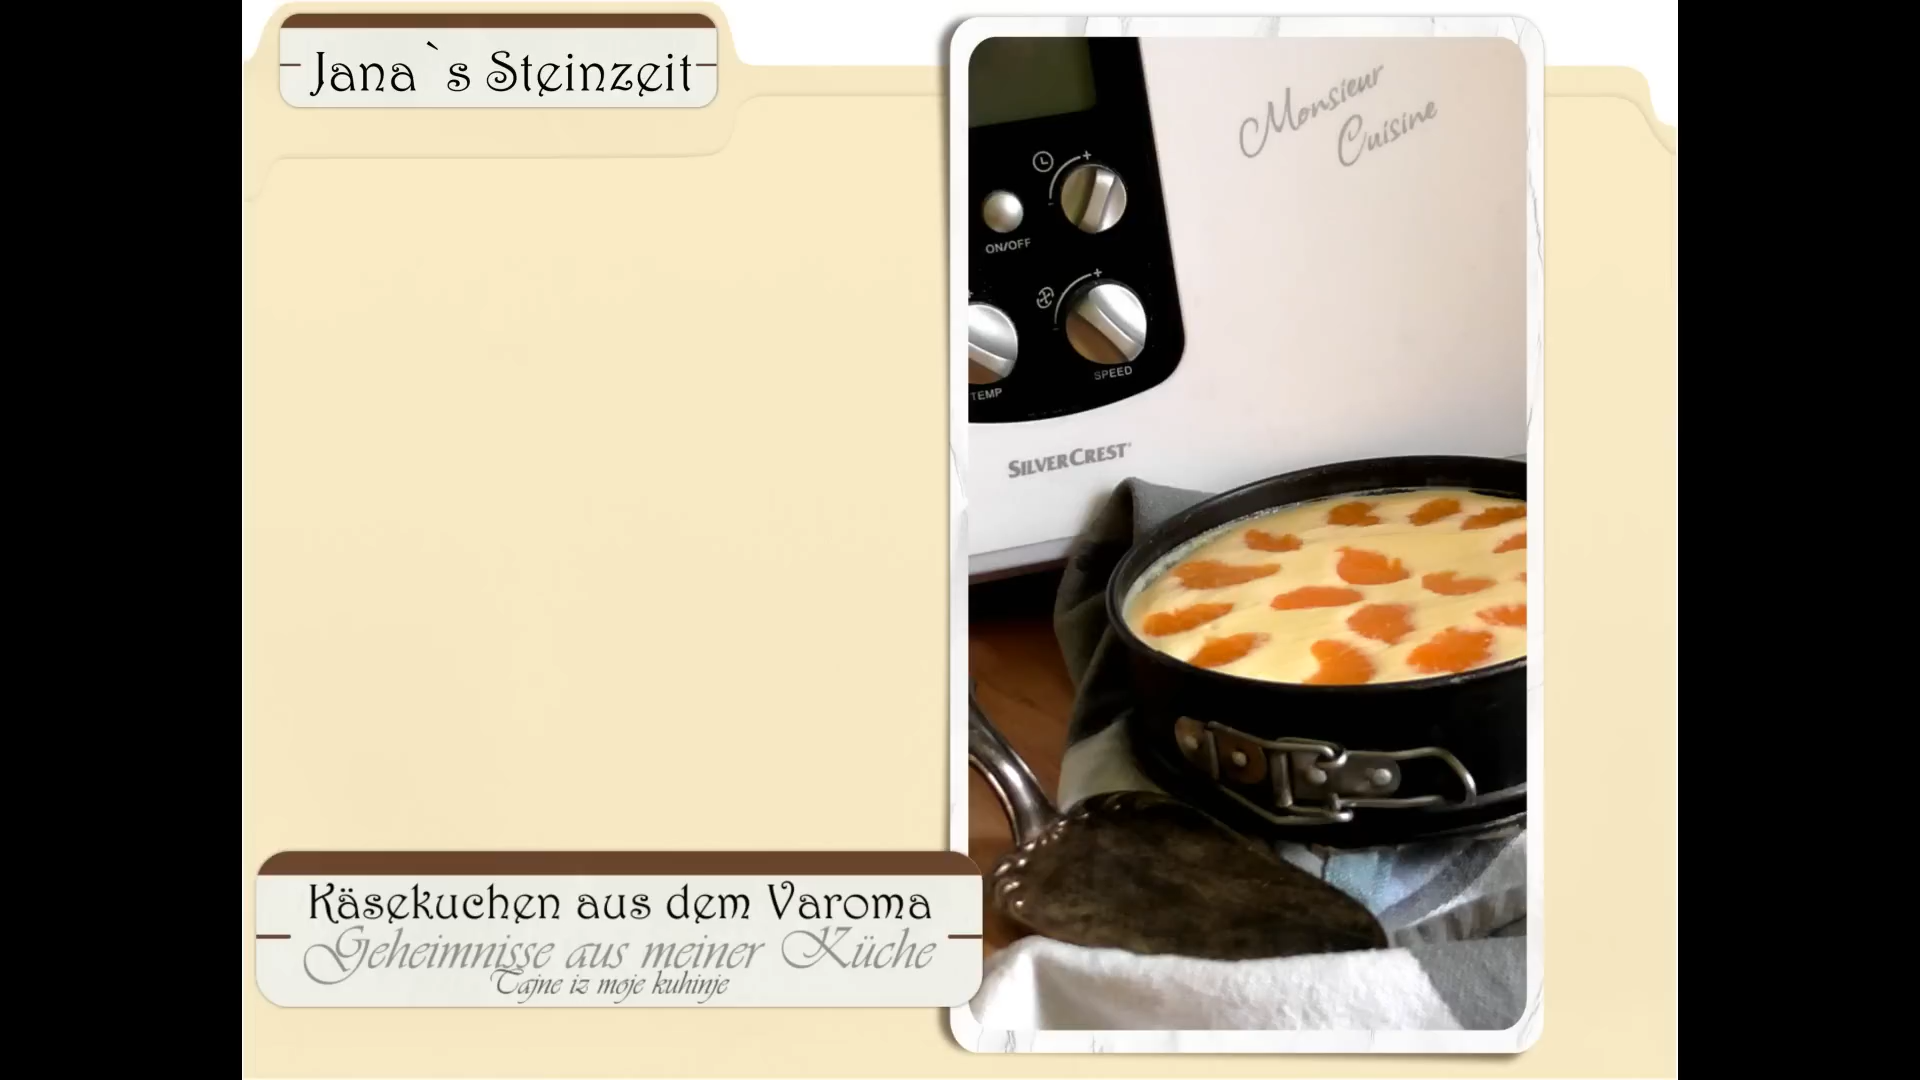 Jana`s Steinzeit
Monsieur
Cuisine
ON/OFF
TEMP
SPEED
SILVERCREST
Käsekuchen aus dem Varoma
Geheimnisse aus meiner Küche
Tajne iz moje kuhinje